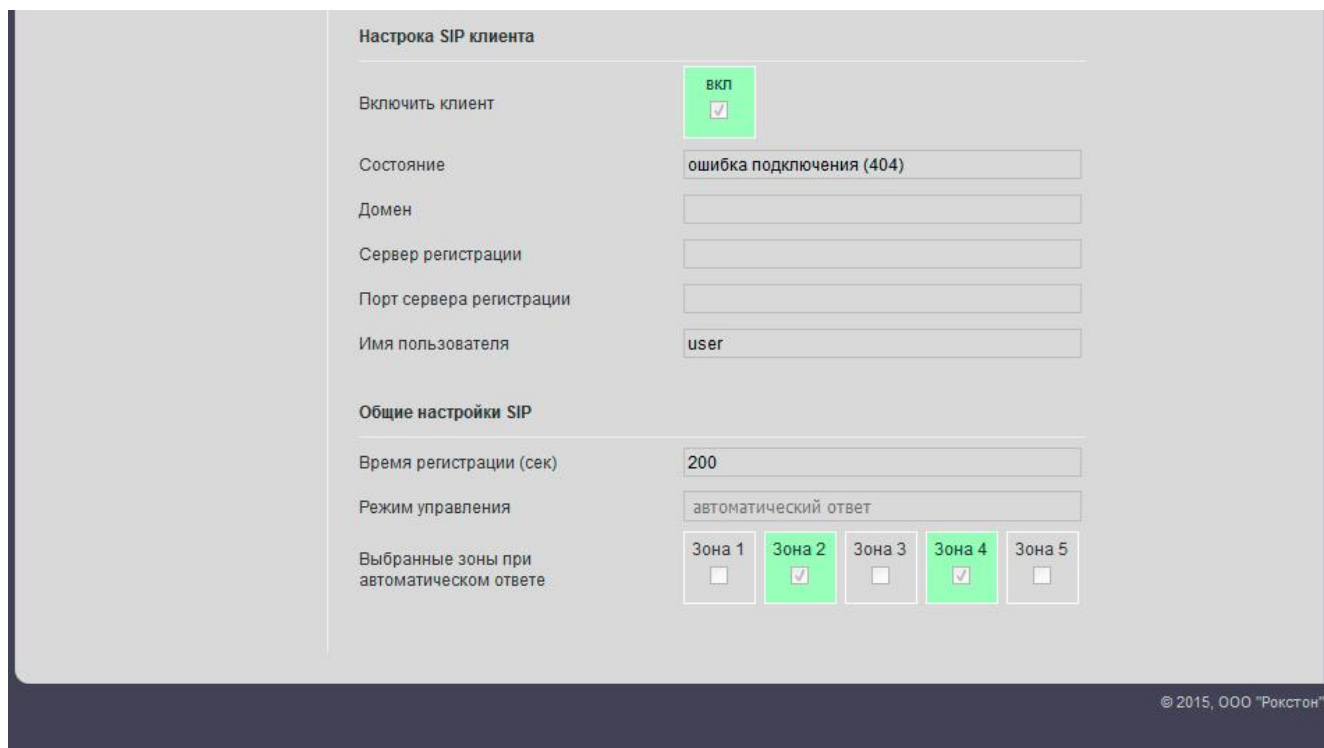 Настрока SIP клиента
Включить клиент
вкл
Состояние
ошибка подключения (404)
Домен
Сервер регистрации
Порт сервера регистрации
Имя пользователя
user
Общие настройки SIP
Время регистрации (сек)
200
Режим управления
автоматический ответ
Выбранные зоны при
автоматическом ответе
Зона 1 Зона 2 Зона 3 Зона 4 Зона 5
© 2015, ООО "Рокстон"